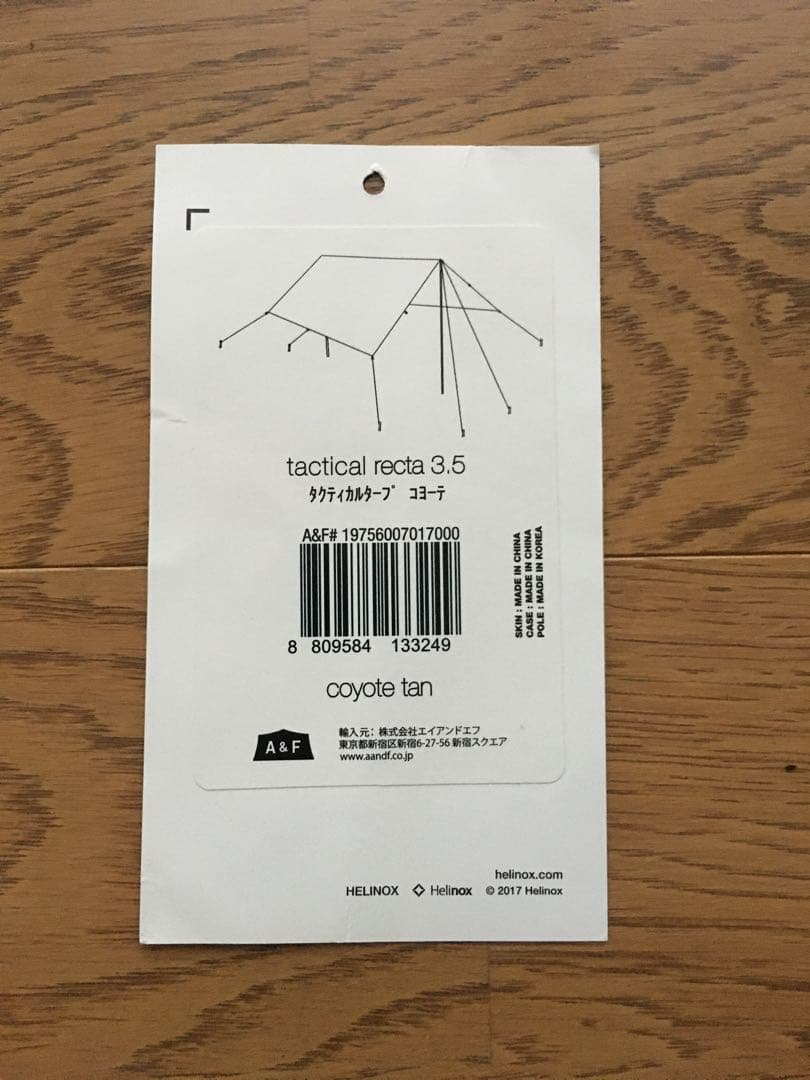 tactical recta 3.5
ﾀｸﾃｨｶﾙﾀｰﾌﾟ ｺﾖｰﾃ
A&F# 19756007017000
8 809584 133249
SKIN : MADE IN CHINA
CASE : MADE IN CHINA
POLE : MADE IN KOREA
coyote tan
A & F
輸入元: 株式会社エイアンドエフ
東京都新宿区新宿6-27-56 新宿スクエア
www.aandf.co.jp
helinox.com
HELINOX Helinox © 2017 Helinox